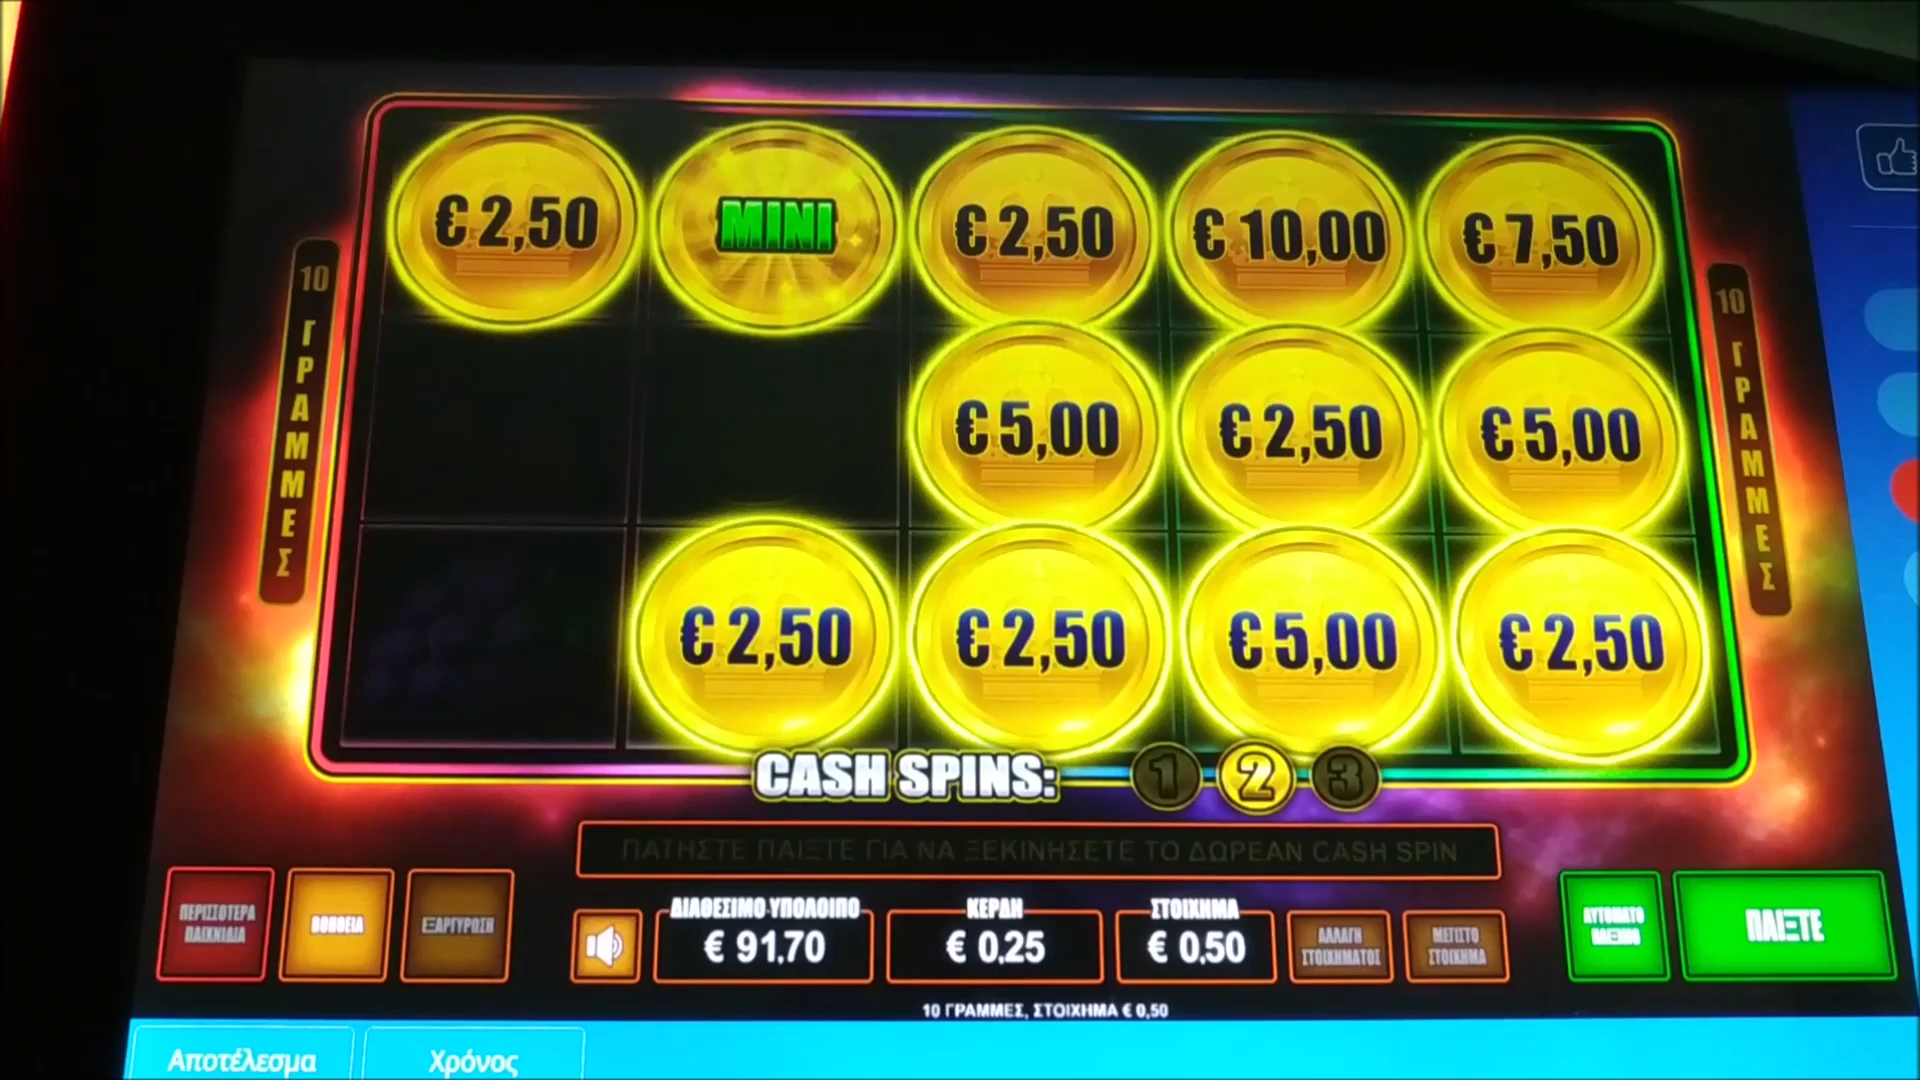 € 2,50 MINI € 2,50 € 10,00 € 7,50
10 ΓΡΑΜΜΕΣ
10 ΓΡΑΜΜΕΣ
€ 5,00 € 2,50 € 5,00
€ 2,50 € 2,50 € 5,00 € 2,50
CASH SPINS: 1 2 3
ΠΑΤΗΣΤΕ ΠΑΙΞΤΕ ΓΙΑ ΝΑ ΞΕΚΙΝΗΣΕΤΕ ΤΟ ΔΩΡΕΑΝ CASH SPIN
ΠΕΡΙΣΣΟΤΕΡΑ
ΠΑΙΧΝΙΔΙΑ
ΒΟΗΘΕΙΑ
ΕΞΑΡΓΥΡΩΣΗ
ΔΙΑΘΕΣΙΜΟ ΥΠΟΛΟΙΠΟ
€ 91,70
ΚΕΡΔΗ
€ 0,25
ΣΤΟΙΧΗΜΑ
€ 0,50
ΑΛΛΑΓΗ
ΣΤΟΙΧΗΜΑΤΟΣ
ΜΕΓΙΣΤΟ
ΣΤΟΙΧΗΜΑ
ΑΥΤΟΜΑΤΟ
ΠΑΙΞΙΜΟ
ΠΑΙΞΤΕ
10 ΓΡΑΜΜΕΣ, ΣΤΟΙΧΗΜΑ € 0,50
Αποτέλεσμα
Χρόνος